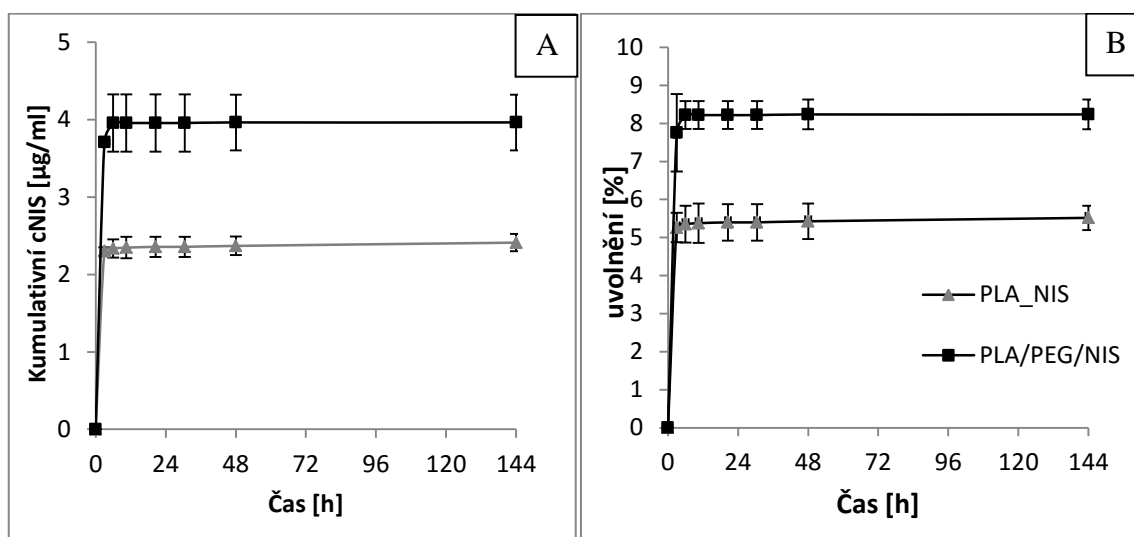 A
Kumulativní cNIS [µg/ml]
5
4
3
2
1
0
0 24 48 72 96 120 144
Čas [h]
B
uvolnění [%]
10
9
8
7
6
5
4
3
2
1
0
0 24 48 72 96 120 144
Čas [h]
PLA_NIS
PLA/PEG/NIS